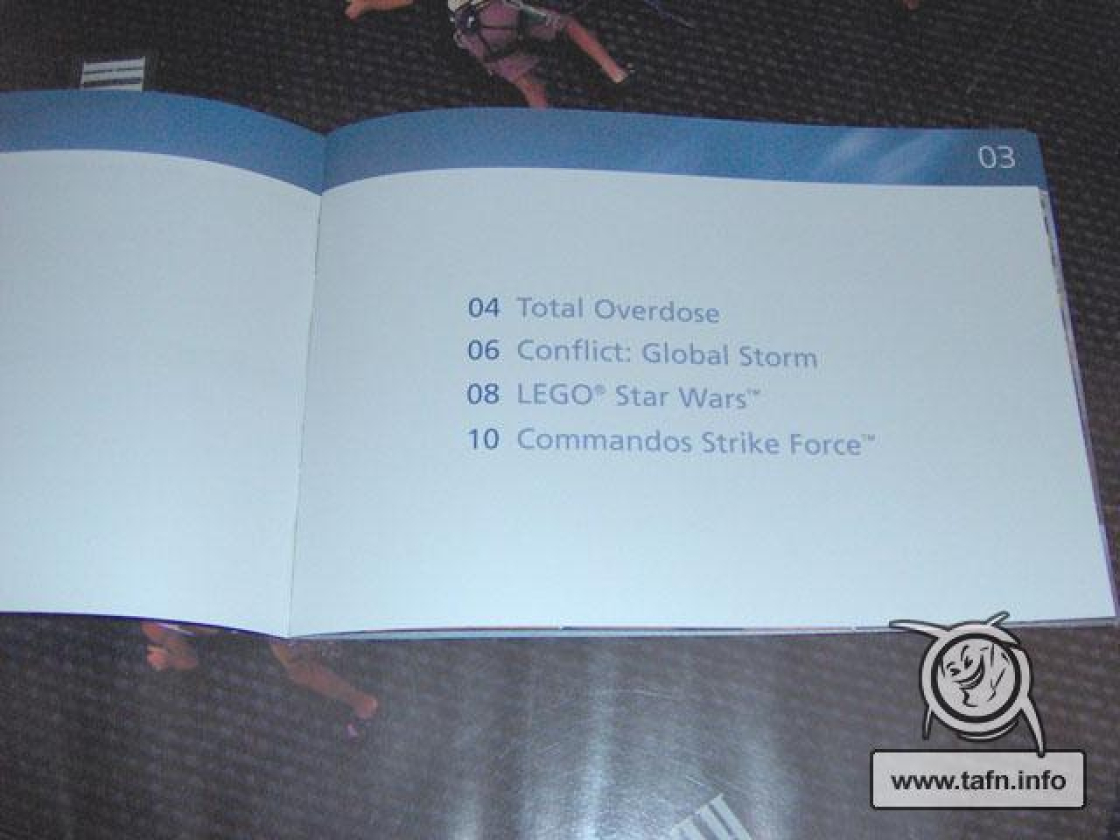 03
04 Total Overdose
06 Conflict: Global Storm
08 LEGO® Star Wars™
10 Commandos Strike Force™
www.tafn.info